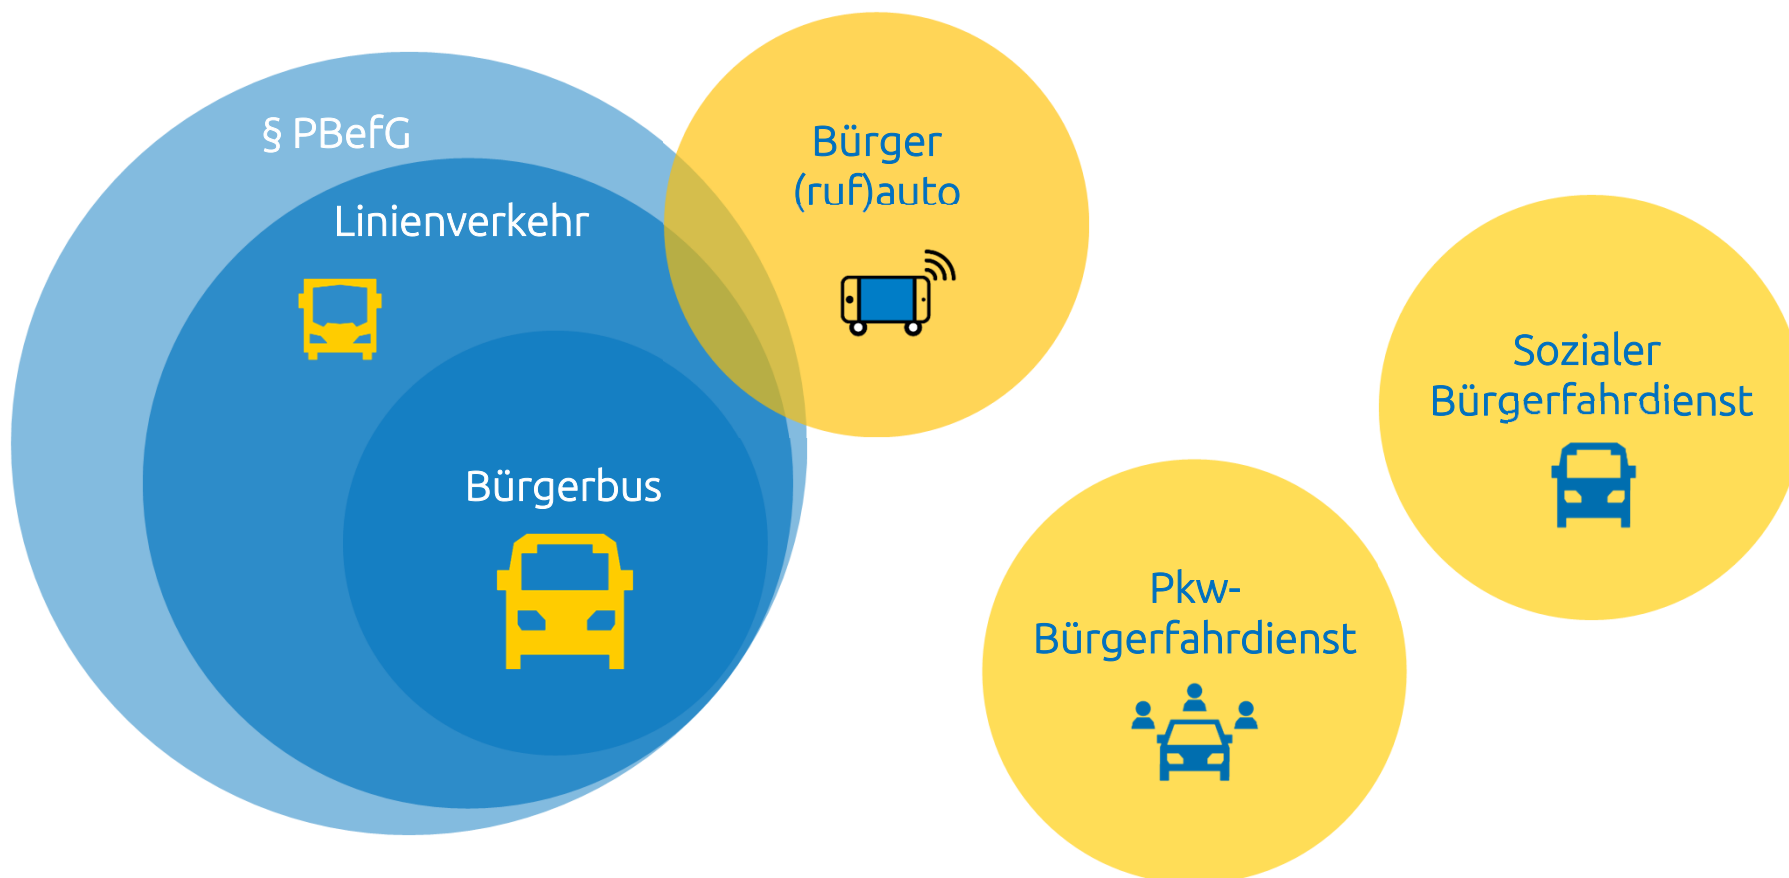 § PBefG
Linienverkehr
Bürgerbus
Bürger
(ruf)auto
Pkw-
Bürgerfahrdienst
Sozialer
Bürgerfahrdienst